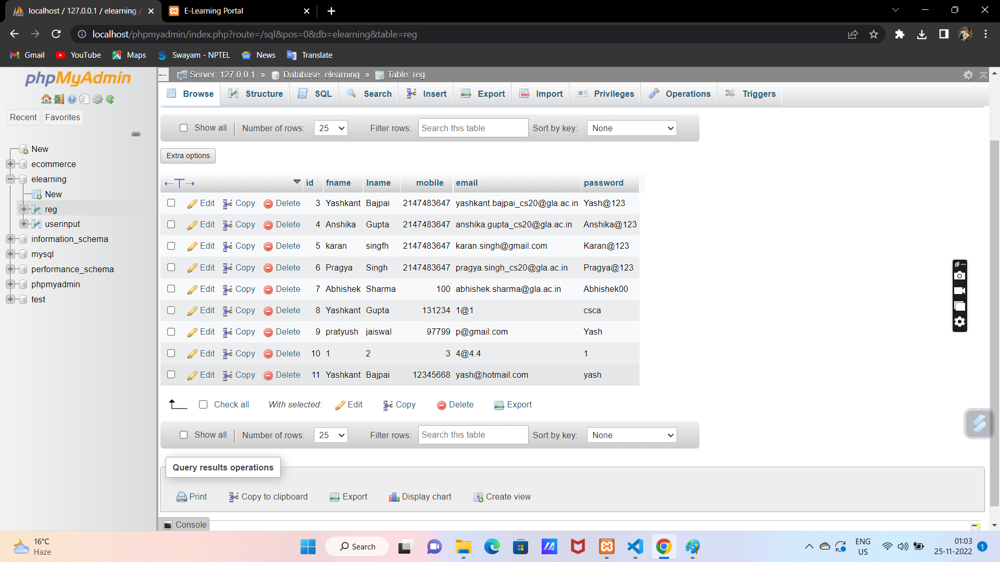 localhost / 127.0.0.1 / elearning /
E-Learning Portal
localhost/phpmyadmin/index.php?route=/sql&pos=0&db=elearning&table=reg
Gmail YouTube Maps Swayam - NPTEL News Translate
phpMyAdmin
Recent Favorites
New
ecommerce
elearning
New
reg
userinput
information_schema
mysql
performance_schema
phpmyadmin
test
Server: 127.0.0.1 » Database: elearning » Table: reg
Browse Structure SQL Search Insert Export Import Privileges Operations Triggers
Show all Number of rows: 25 Filter rows: Search this table Sort by key: None
Extra options
id fname lname mobile email password
Edit Copy Delete 3 Yashkant Bajpai 2147483647 yashkant.bajpai_cs20@gla.ac.in Yash@123
Edit Copy Delete 4 Anshika Gupta 2147483647 anshika.gupta_cs20@gla.ac.in Anshika@123
Edit Copy Delete 5 karan singfh 2147483647 karan.singh@gmail.com Karan@123
Edit Copy Delete 6 Pragya Singh 2147483647 pragya.singh_cs20@gla.ac.in Pragya@123
Edit Copy Delete 7 Abhishek Sharma 100 abhishek.sharma@gla.ac.in Abhishek00
Edit Copy Delete 8 Yashkant Gupta 131234 1@1 csca
Edit Copy Delete 9 pratyush jaiswal 97799 p@gmail.com Yash
Edit Copy Delete 10 1 2 3 4@4.4 1
Edit Copy Delete 11 Yashkant Bajpai 12345668 yash@hotmail.com yash
Check all With selected: Edit Copy Delete Export
Show all Number of rows: 25 Filter rows: Search this table Sort by key: None
Query results operations
Print Copy to clipboard Export Display chart Create view
Console
16°C
Haze
Search
ENG
US
01:03
25-11-2022
1